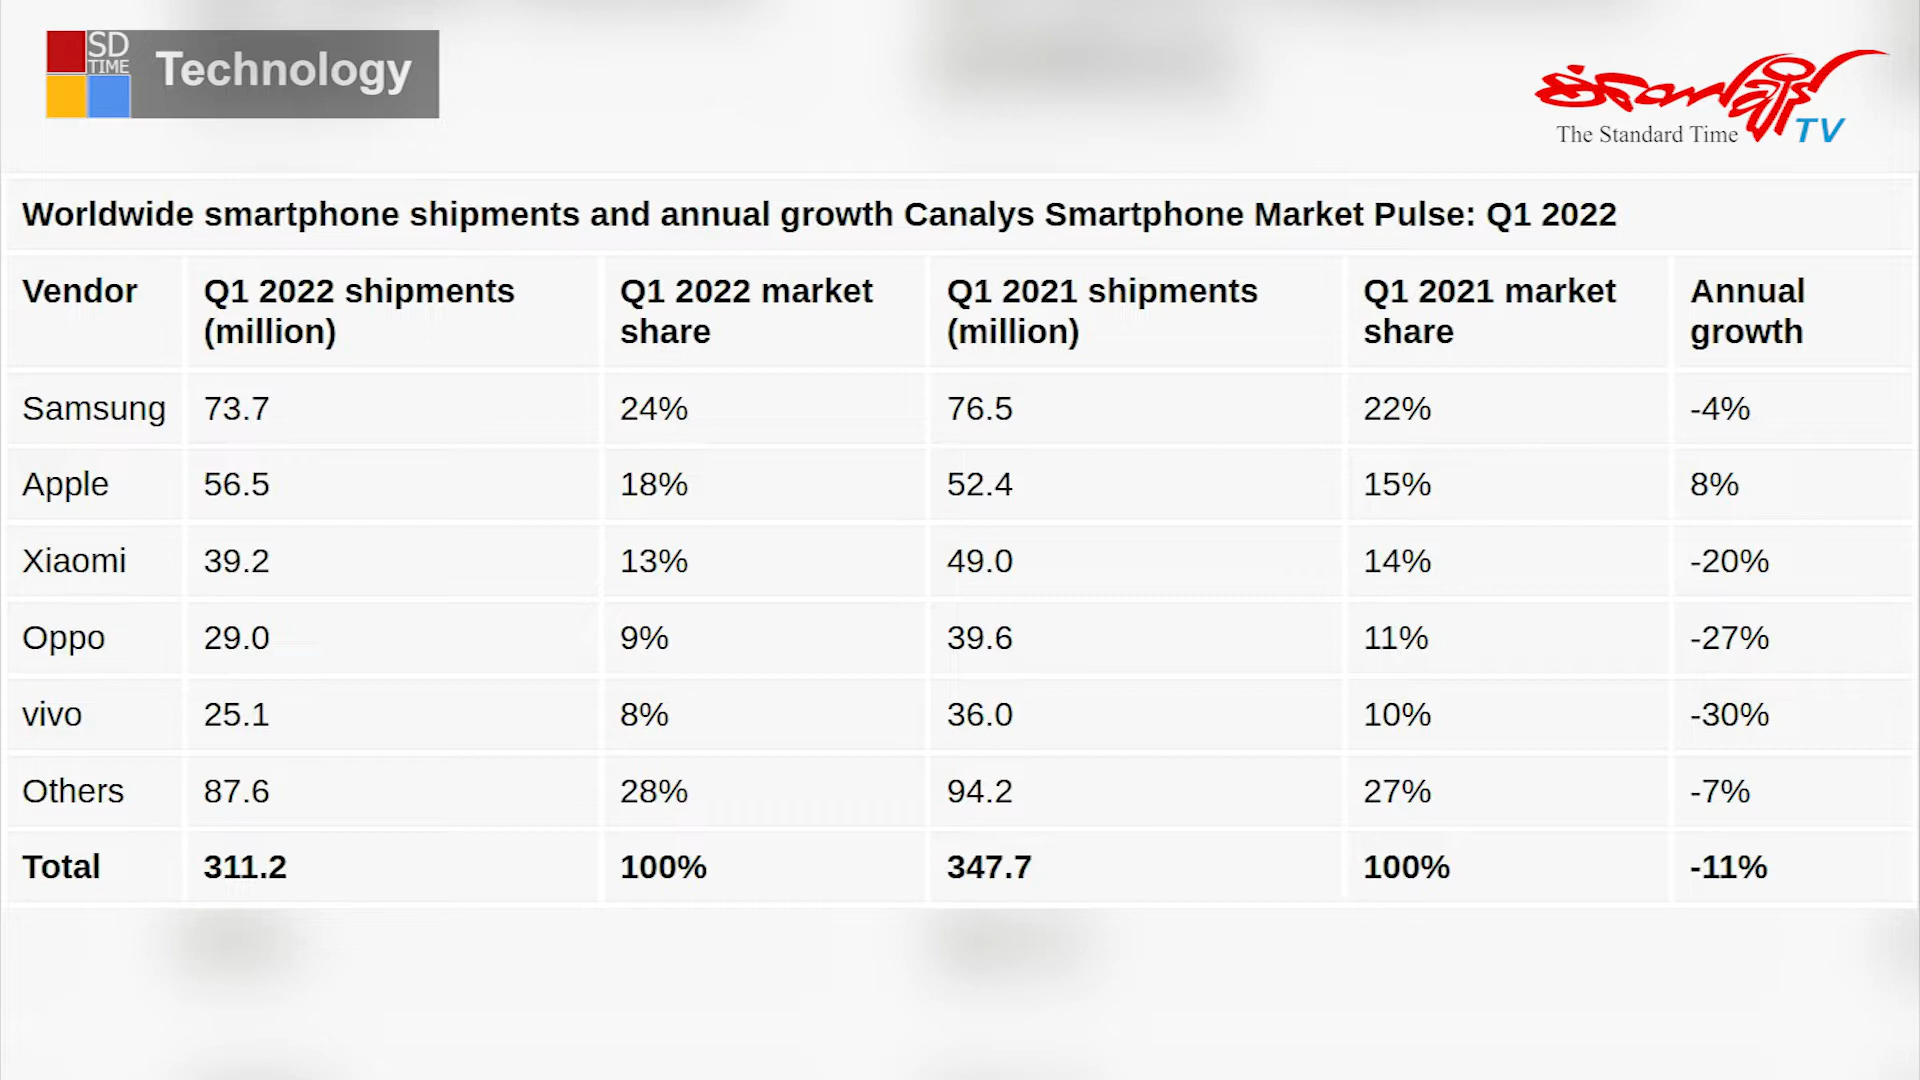 SD
TIME
Technology
The Standard Time
TV
Worldwide smartphone shipments and annual growth Canalys Smartphone Market Pulse: Q1 2022
Vendor Q1 2022 shipments (million) Q1 2022 market share Q1 2021 shipments (million) Q1 2021 market share Annual growth
Samsung 73.7 24% 76.5 22% -4%
Apple 56.5 18% 52.4 15% 8%
Xiaomi 39.2 13% 49.0 14% -20%
Oppo 29.0 9% 39.6 11% -27%
vivo 25.1 8% 36.0 10% -30%
Others 87.6 28% 94.2 27% -7%
Total 311.2 100% 347.7 100% -11%